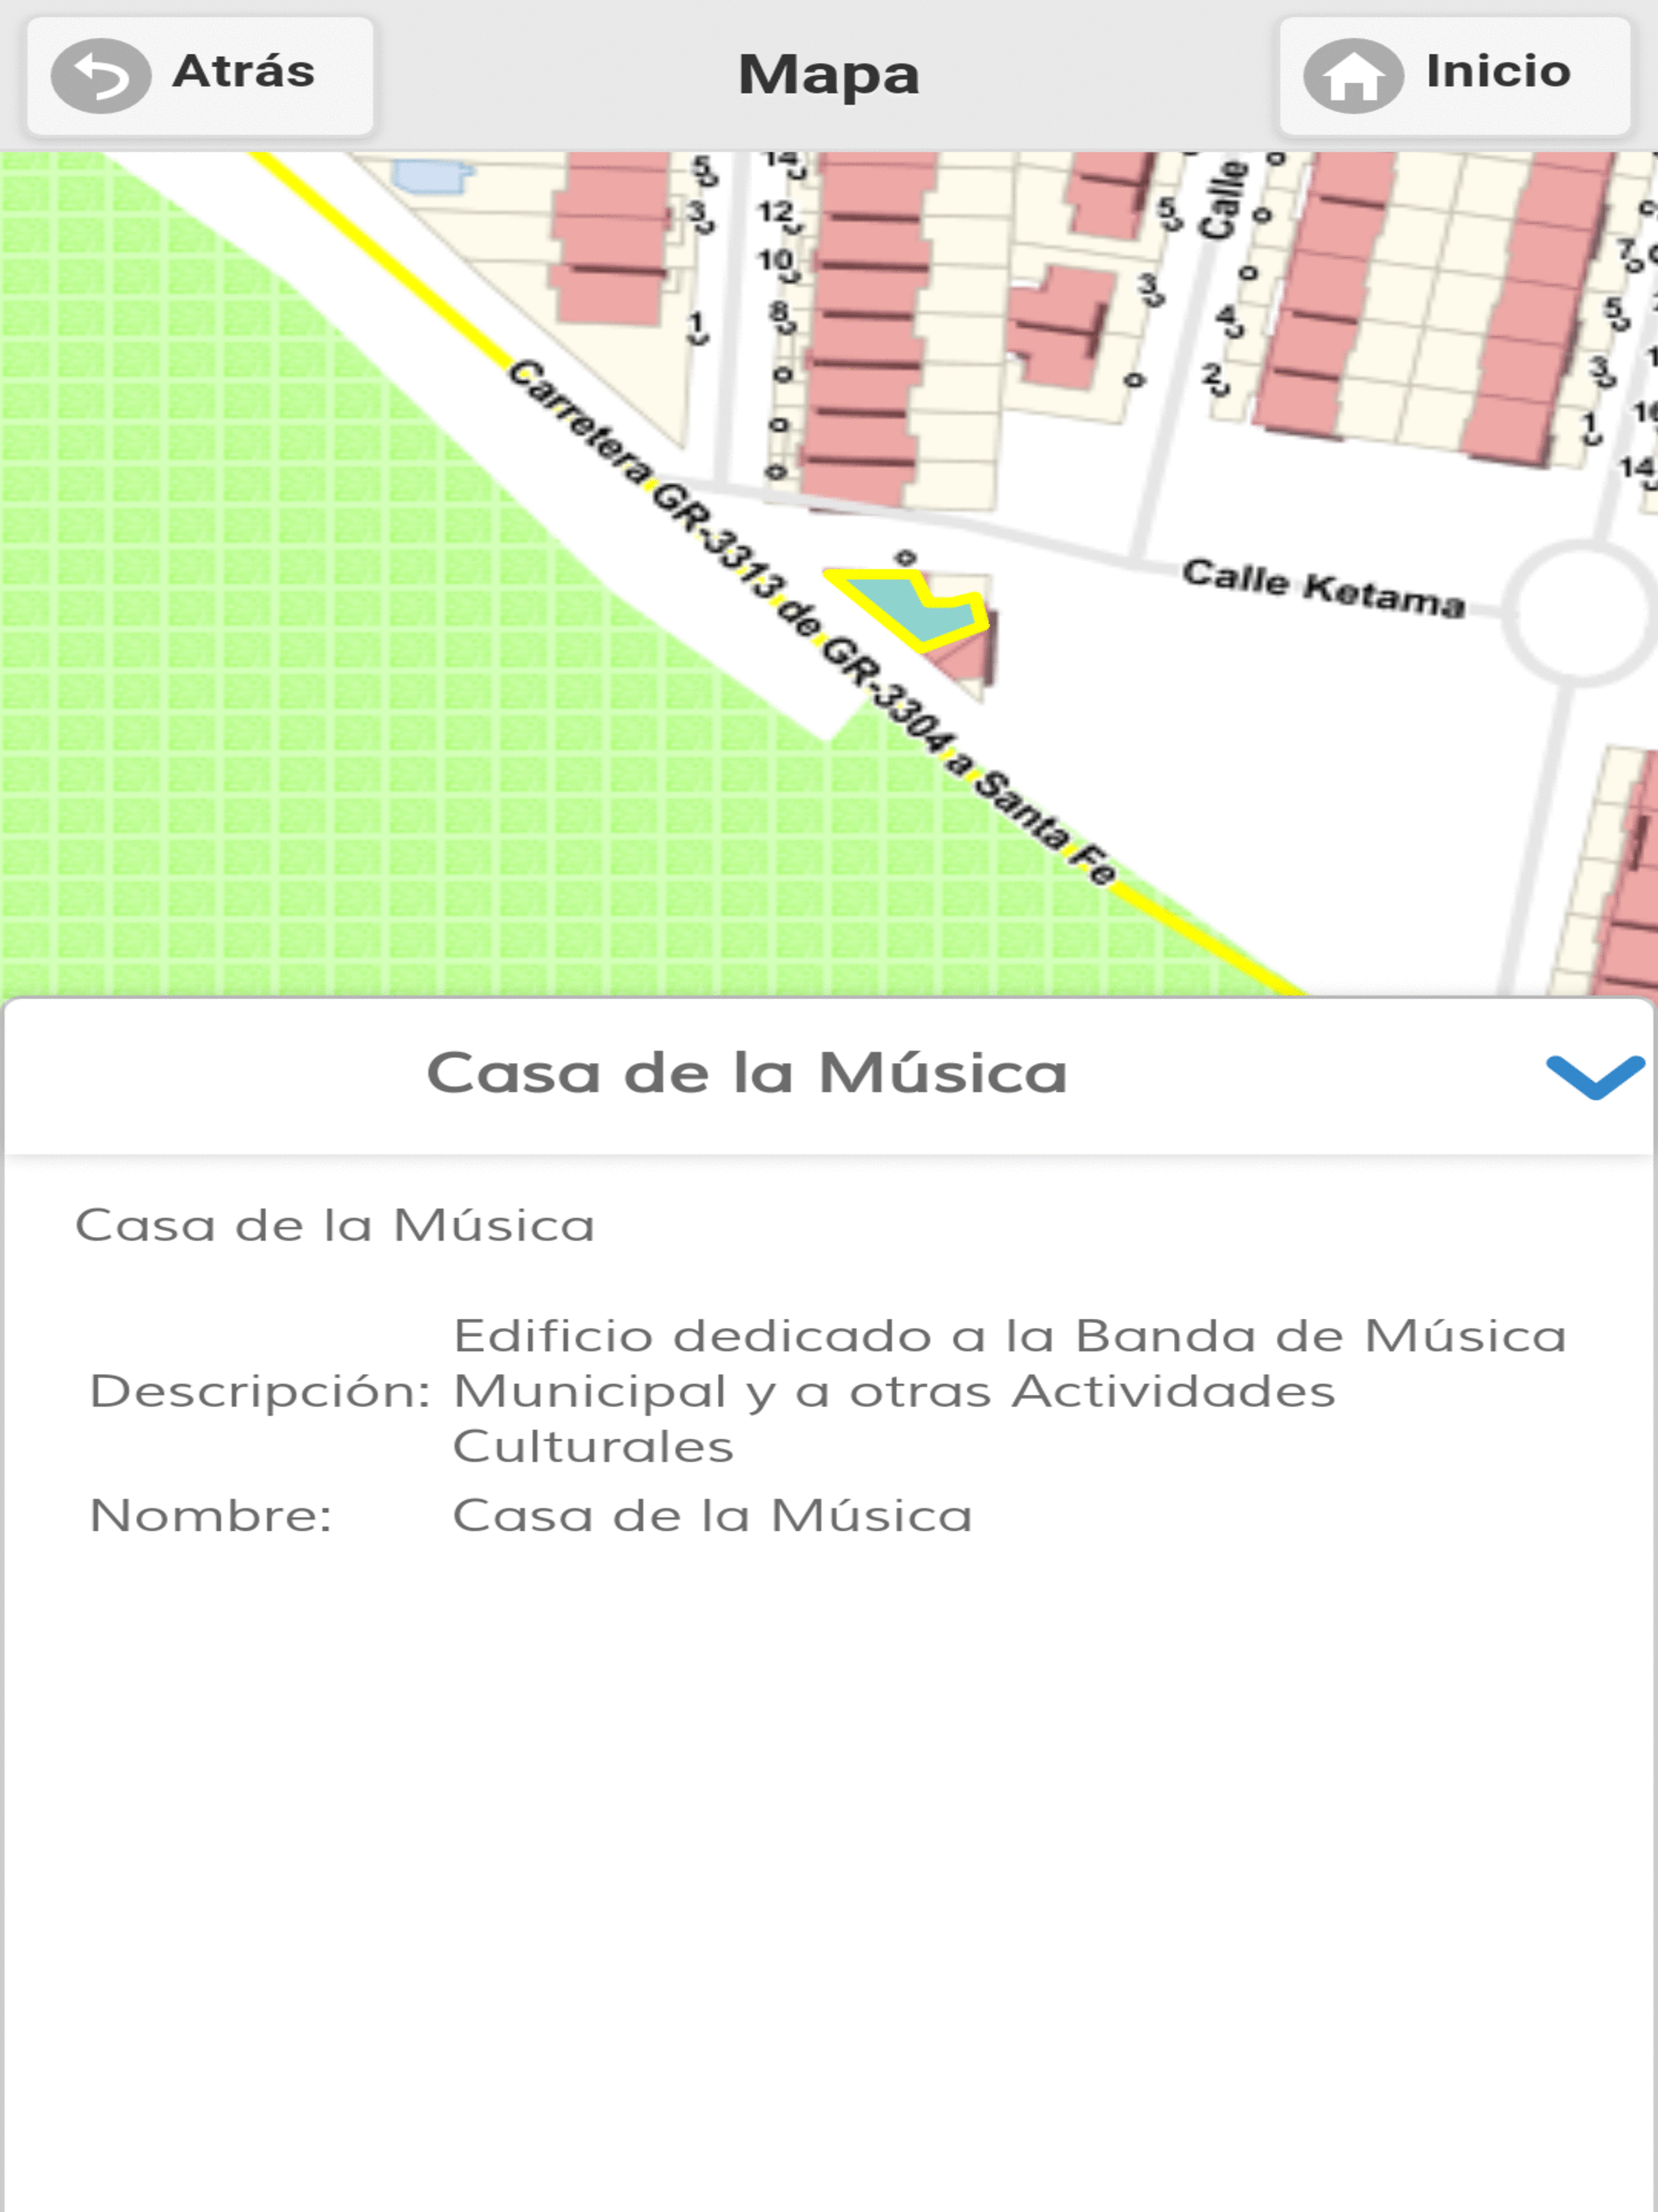 Atrás
Mapa
Inicio
5
14
12
3
5
10
3
8
4
5
1
2
3
1
14
Calle
Carretera GR-3313 de GR-3304 a Santa Fe
Calle Ketama
Casa de la Música
Casa de la Música
Descripción: Edificio dedicado a la Banda de Música
Municipal y a otras Actividades
Culturales
Nombre: Casa de la Música